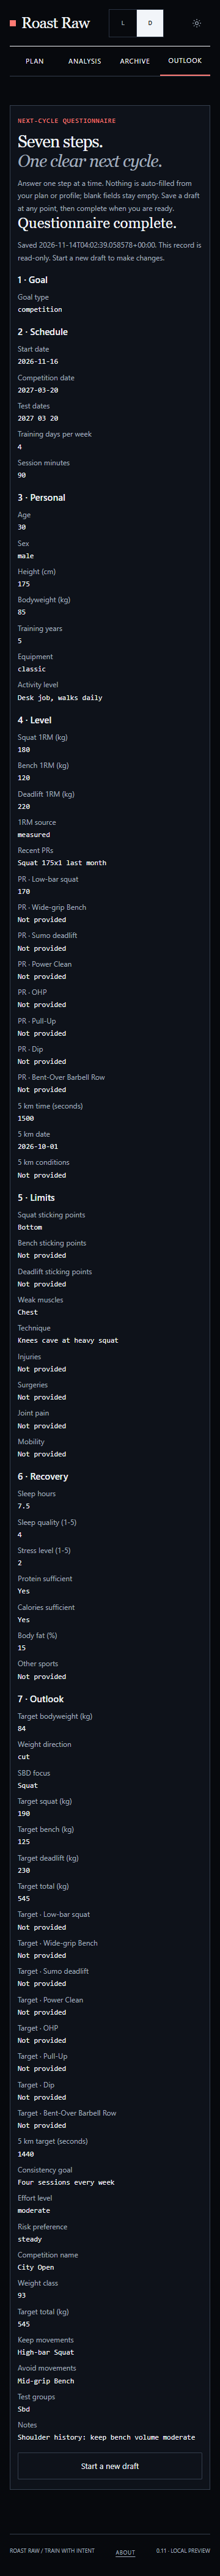 Roast Raw
L
D
PLAN
ANALYSIS
ARCHIVE
OUTLOOK
NEXT-CYCLE QUESTIONNAIRE
Seven steps.
One clear next cycle.
Answer one step at a time. Nothing is auto-filled from
your plan or profile; blank fields stay empty. Save a draft
at any point, then complete when you are ready.
Questionnaire complete.
Saved 2026-11-14T04:02:39.058578+00:00. This record is
read-only. Start a new draft to make changes.
1 · Goal
Goal type
competition
2 · Schedule
Start date
2026-11-16
Competition date
2027-03-20
Test dates
2027 03 20
Training days per week
4
Session minutes
90
3 · Personal
Age
30
Sex
male
Height (cm)
175
Bodyweight (kg)
85
Training years
5
Equipment
classic
Activity level
Desk job, walks daily
4 · Level
Squat 1RM (kg)
180
Bench 1RM (kg)
120
Deadlift 1RM (kg)
220
1RM source
measured
Recent PRs
Squat 175x1 last month
PR · Low-bar squat
170
PR · Wide-grip Bench
Not provided
PR · Sumo deadlift
Not provided
PR · Power Clean
Not provided
PR · OHP
Not provided
PR · Pull-Up
Not provided
PR · Dip
Not provided
PR · Bent-Over Barbell Row
Not provided
5 km time (seconds)
1500
5 km date
2026-10-01
5 km conditions
Not provided
5 · Limits
Squat sticking points
Bottom
Bench sticking points
Not provided
Deadlift sticking points
Not provided
Weak muscles
Chest
Technique
Knees cave at heavy squat
Injuries
Not provided
Surgeries
Not provided
Joint pain
Not provided
Mobility
Not provided
6 · Recovery
Sleep hours
7.5
Sleep quality (1-5)
4
Stress level (1-5)
2
Protein sufficient
Yes
Calories sufficient
Yes
Body fat (%)
15
Other sports
Not provided
7 · Outlook
Target bodyweight (kg)
84
Weight direction
cut
SBD focus
Squat
Target squat (kg)
190
Target bench (kg)
125
Target deadlift (kg)
230
Target total (kg)
545
Target · Low-bar squat
Not provided
Target · Wide-grip Bench
Not provided
Target · Sumo deadlift
Not provided
Target · Power Clean
Not provided
Target · OHP
Not provided
Target · Pull-Up
Not provided
Target · Dip
Not provided
Target · Bent-Over Barbell Row
Not provided
5 km target (seconds)
1440
Consistency goal
Four sessions every week
Effort level
moderate
Risk preference
steady
Competition name
City Open
Weight class
93
Target total (kg)
545
Keep movements
High-bar Squat
Avoid movements
Mid-grip Bench
Test groups
Sbd
Notes
Shoulder history: keep bench volume moderate
Start a new draft
ROAST RAW / TRAIN WITH INTENT
ABOUT
0.11 · LOCAL PREVIEW